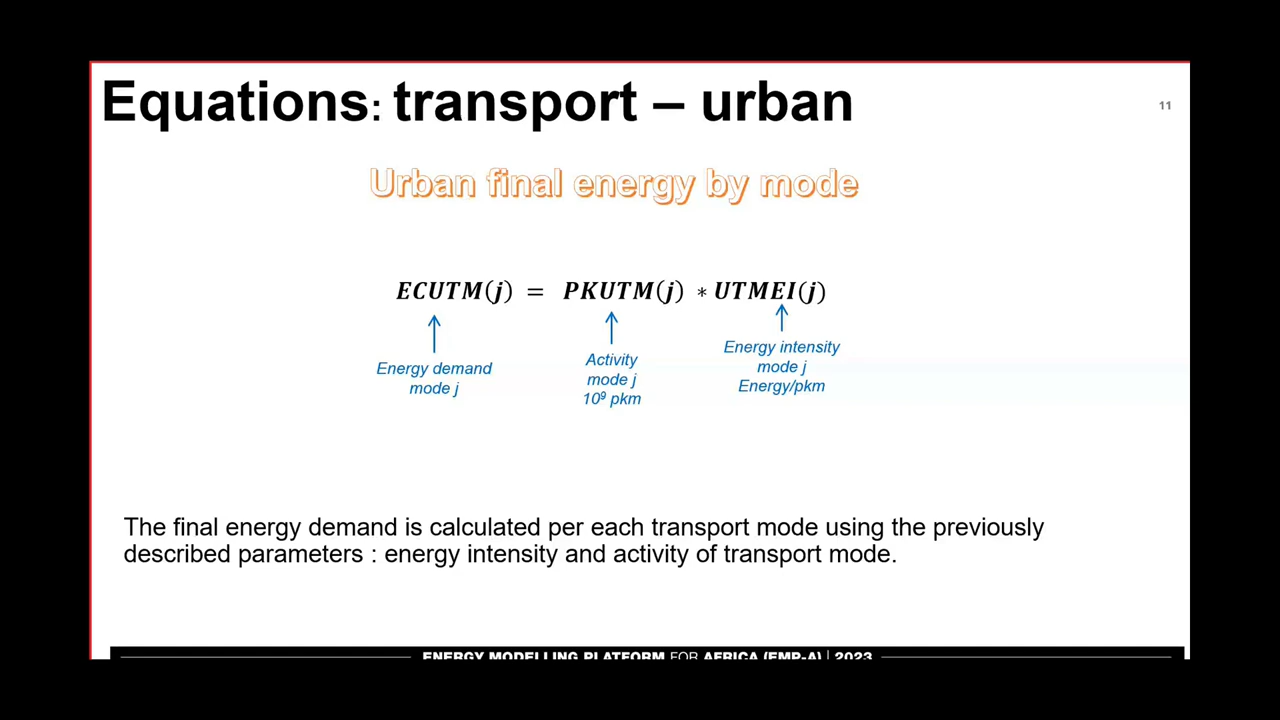 Equations: transport – urban
11
Urban final energy by mode
ECUTM(j) = PKUTM(j) * UTMEI(j)
Energy demand
mode j
Activity
mode j
10⁹ pkm
Energy intensity
mode j
Energy/pkm
The final energy demand is calculated per each transport mode using the previously
described parameters : energy intensity and activity of transport mode.
ENERGY MODELLING PLATFORM FOR AFRICA (EMP-A) | 2023